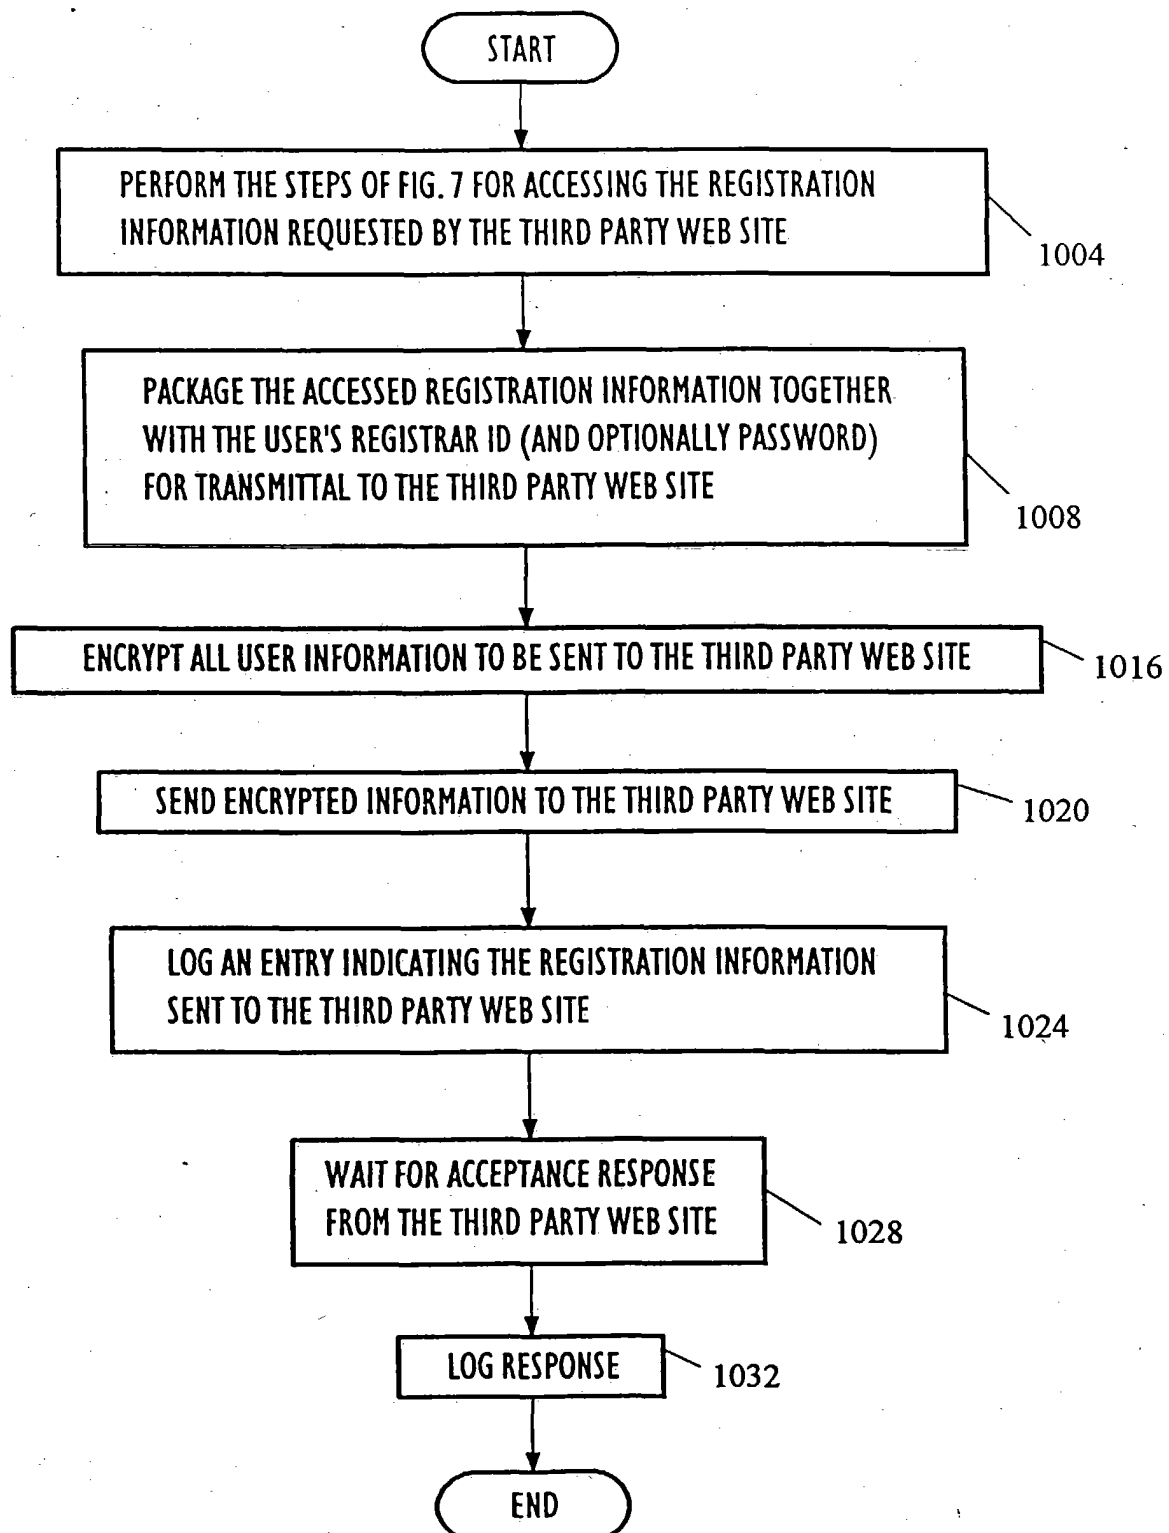 START
PERFORM THE STEPS OF FIG. 7 FOR ACCESSING THE REGISTRATION
INFORMATION REQUESTED BY THE THIRD PARTY WEB SITE
1004
PACKAGE THE ACCESSED REGISTRATION INFORMATION TOGETHER
WITH THE USER'S REGISTRAR ID (AND OPTIONALLY PASSWORD)
FOR TRANSMITTAL TO THE THIRD PARTY WEB SITE
1008
ENCRYPT ALL USER INFORMATION TO BE SENT TO THE THIRD PARTY WEB SITE
1016
SEND ENCRYPTED INFORMATION TO THE THIRD PARTY WEB SITE
1020
LOG AN ENTRY INDICATING THE REGISTRATION INFORMATION
SENT TO THE THIRD PARTY WEB SITE
1024
WAIT FOR ACCEPTANCE RESPONSE
FROM THE THIRD PARTY WEB SITE
1028
LOG RESPONSE
1032
END